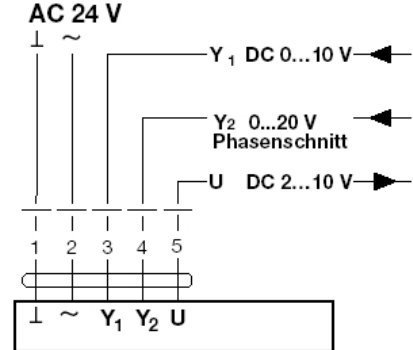 AC 24 V
⊥ ~
Y1 DC 0...10 V
Y2 0...20 V
Phasenschnitt
U DC 2...10 V
1 2 3 4 5
⊥ ~ Y1 Y2 U